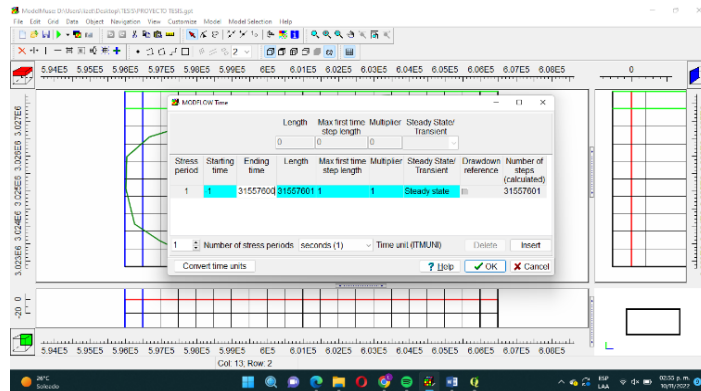 ModelMuse: D:\Users\tacti\Desktop\TESIS\PROYECTO TESIS.gpt
File Edit Grid Data Object Navigation View Customize Model Model Selection Help
5.94E5 5.95E5 5.96E5 5.97E5 5.98E5 5.99E5 6E5 6.01E5 6.02E5 6.03E5 6.04E5 6.05E5 6.06E5 6.07E5 6.08E5
0
MODFLOW Time
Length Max first time step length Multiplier Steady State/ Transient
0 0 0
Stress period Starting time Ending time Length Max first time step length Multiplier Steady State/ Transient Drawdown reference Number of steps (calculated)
1 1 31557600 31557601 1 1 Steady state 31557601
1 Number of stress periods seconds (1) Time unit (ITMUNI) Delete Insert
Convert time units ? Help OK Cancel
3.023E6 3.024E6 3.025E6 3.026E6 3.027E6
-20 0
5.94E5 5.95E5 5.96E5 5.97E5 5.98E5 5.99E5 6E5 6.01E5 6.02E5 6.03E5 6.04E5 6.05E5 6.06E5 6.07E5 6.08E5
Col: 13; Row: 2
26°C
Soleado
ESP
LAA
10/11/2022